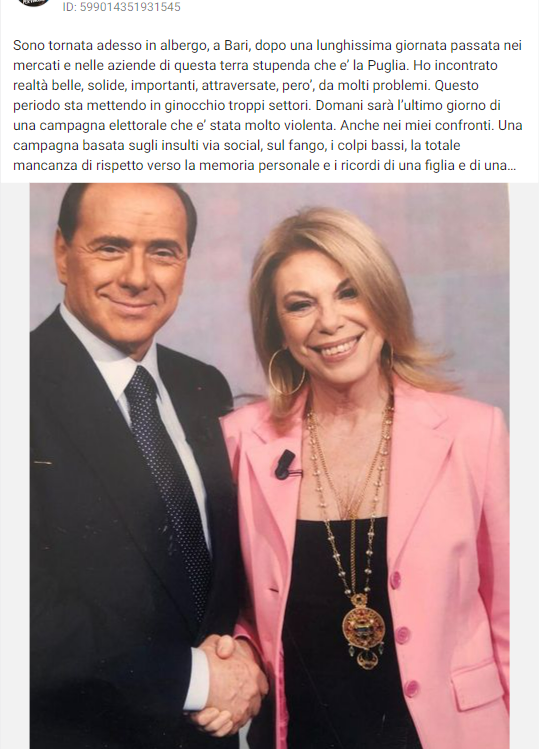 ID: 599014351931545
Sono tornata adesso in albergo, a Bari, dopo una lunghissima giornata passata nei
mercati e nelle aziende di questa terra stupenda che e’ la Puglia. Ho incontrato
realtà belle, solide, importanti, attraversate, pero’, da molti problemi. Questo
periodo sta mettendo in ginocchio troppi settori. Domani sarà l’ultimo giorno di
una campagna elettorale che e’ stata molto violenta. Anche nei miei confronti. Una
campagna basata sugli insulti via social, sul fango, i colpi bassi, la totale
mancanza di rispetto verso la memoria personale e i ricordi di una figlia e di una…